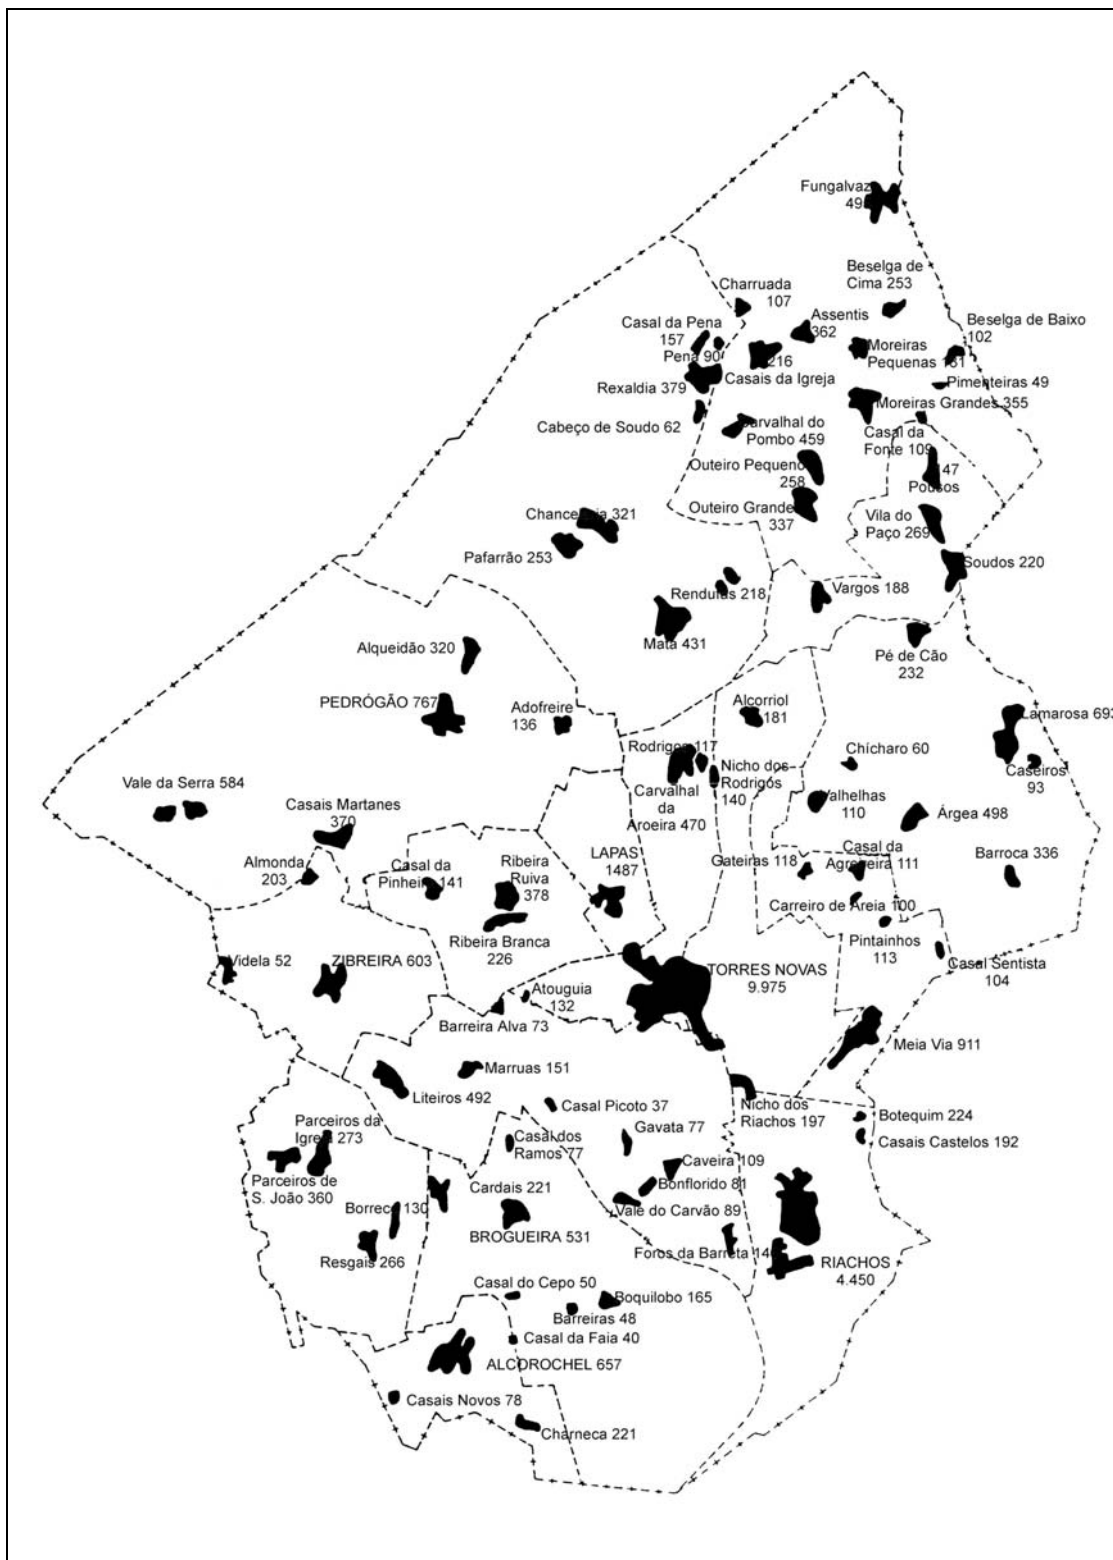 Fungalvaz
49
Beselga de
Cima 253
Charruada
107
Assentis
362
Beselga de Baixo
102
Casal da Pena
157
Pena 90
216
Casais da Igreja
Moreiras
Pequenas 181
Rexaldia 379
Pimenteiras 49
Moreiras Grandes 355
Cabeço de Soudo 62
Carvalhal do
Pombo 459
Casal da
Fonte 109
Outeiro Pequeno
258
147
Pousos
Outeiro Grande
337
Chancelaria 321
Vila do
Paço 269
Pafarrão 253
Soudos 220
Rendufas 218
Vargos 188
Mata 431
Alqueidão 320
Pé de Cão
232
PEDRÓGÃO 767
Adofreire
136
Alcorriol
181
Lamarosa 693
Rodrigos 117
Nicho dos
Rodrigos
140
Chícharo 60
Caseiros
93
Vale da Serra 584
Carvalhal
da
Aroeira 470
Valhelhas
110
Árgea 498
Casais Martanes
370
Almonda
203
Casal da
Pinheira 141
Ribeira
Ruiva
378
LAPAS
1487
Gateiras 118
Casal da
Agroeira 111
Barroca 336
Carreiro de Areia 100
Ribeira Branca
226
Pintainhos
113
Casal Sentista
104
Videla 52
ZIBREIRA 603
TORRES NOVAS
9.975
Atouguia
132
Barreira Alva 73
Meia Via 911
Marruas 151
Liteiros 492
Casal Picoto 37
Nicho dos
Riachos 197
Botequim 224
Parceiros da
Igreja 273
Casal dos
Ramos 77
Gavata 77
Casais Castelos 192
Parceiros de
S. João 360
Cardais 221
Caveira 109
Bonflorido 81
Borreco 130
Vale do Carvão 89
BROGUEIRA 531
Resgais 266
Foros da Barreta 140
RIACHOS
4.450
Casal do Cepo 50
Boquilobo 165
Barreiras 48
Casal da Faia 40
ALCOROCHEL 657
Casais Novos 78
Charneca 221